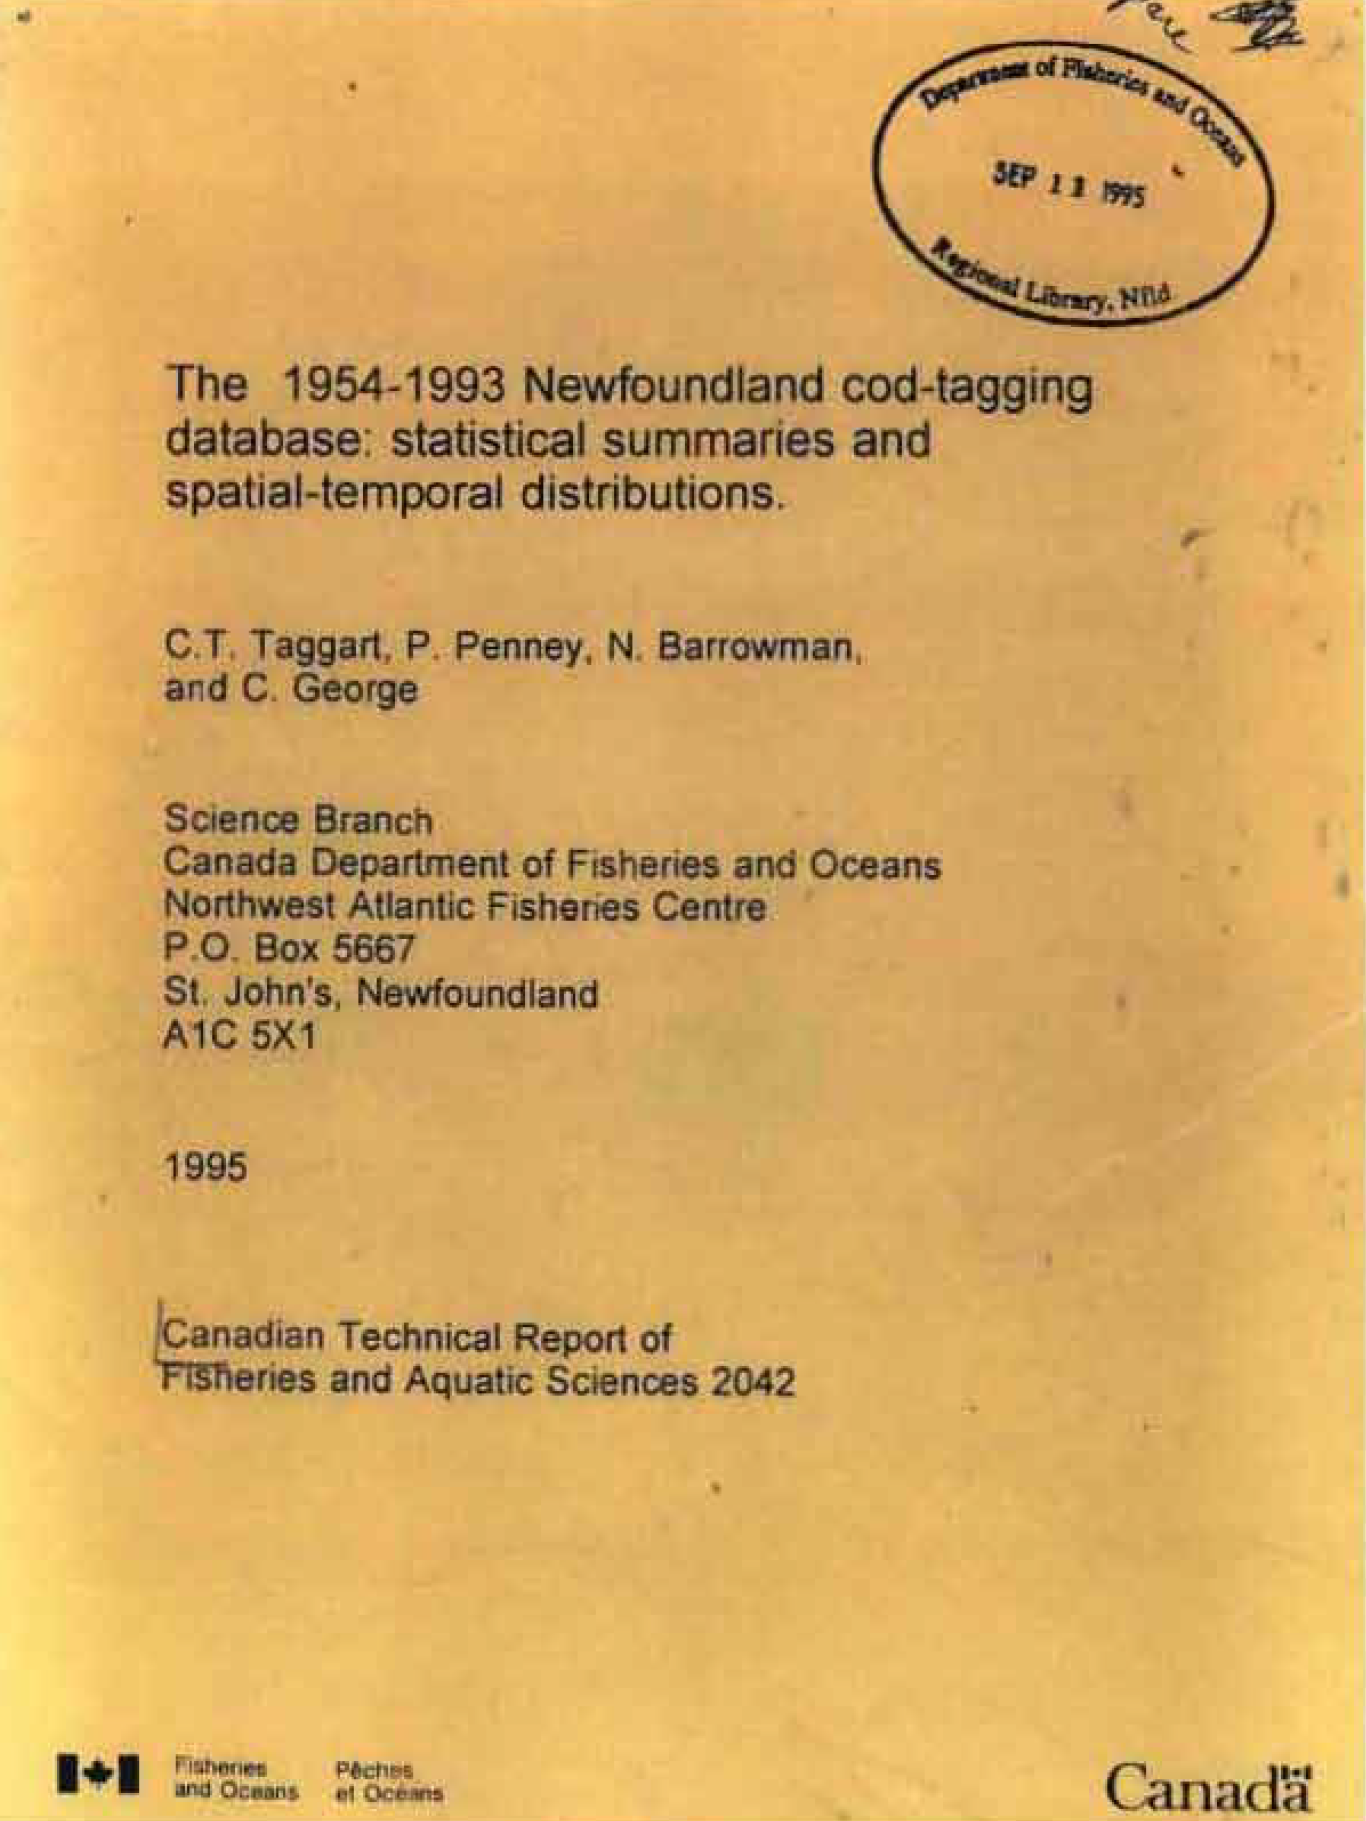 Department of Fisheries and Oceans
SEP 1 1995
Regional Library, Nfld.
The 1954-1993 Newfoundland cod-tagging
database: statistical summaries and
spatial-temporal distributions.
C.T. Taggart, P. Penney, N. Barrowman,
and C. George
Science Branch
Canada Department of Fisheries and Oceans
Northwest Atlantic Fisheries Centre
P.O. Box 5667
St. John's, Newfoundland
A1C 5X1
1995
Canadian Technical Report of
Fisheries and Aquatic Sciences 2042
Fisheries
and Oceans
Pêches
et Océans
Canada